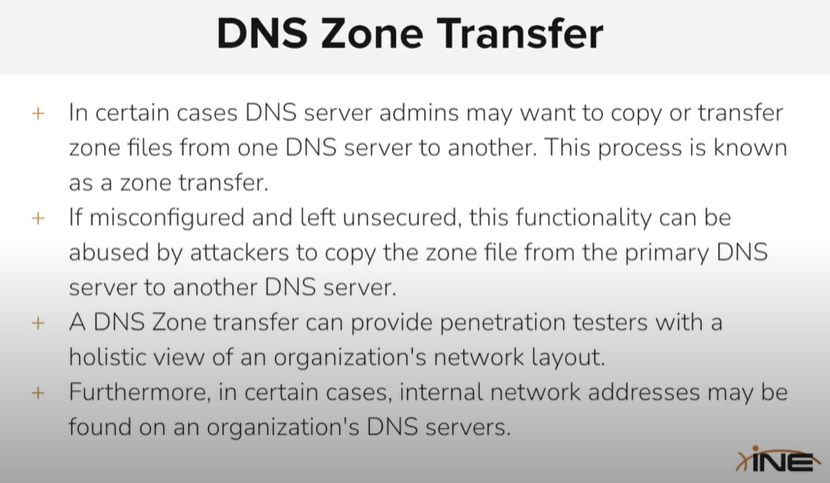 DNS Zone Transfer
+ In certain cases DNS server admins may want to copy or transfer
zone files from one DNS server to another. This process is known
as a zone transfer.
+ If misconfigured and left unsecured, this functionality can be
abused by attackers to copy the zone file from the primary DNS
server to another DNS server.
+ A DNS Zone transfer can provide penetration testers with a
holistic view of an organization's network layout.
+ Furthermore, in certain cases, internal network addresses may be
found on an organization's DNS servers.
INE